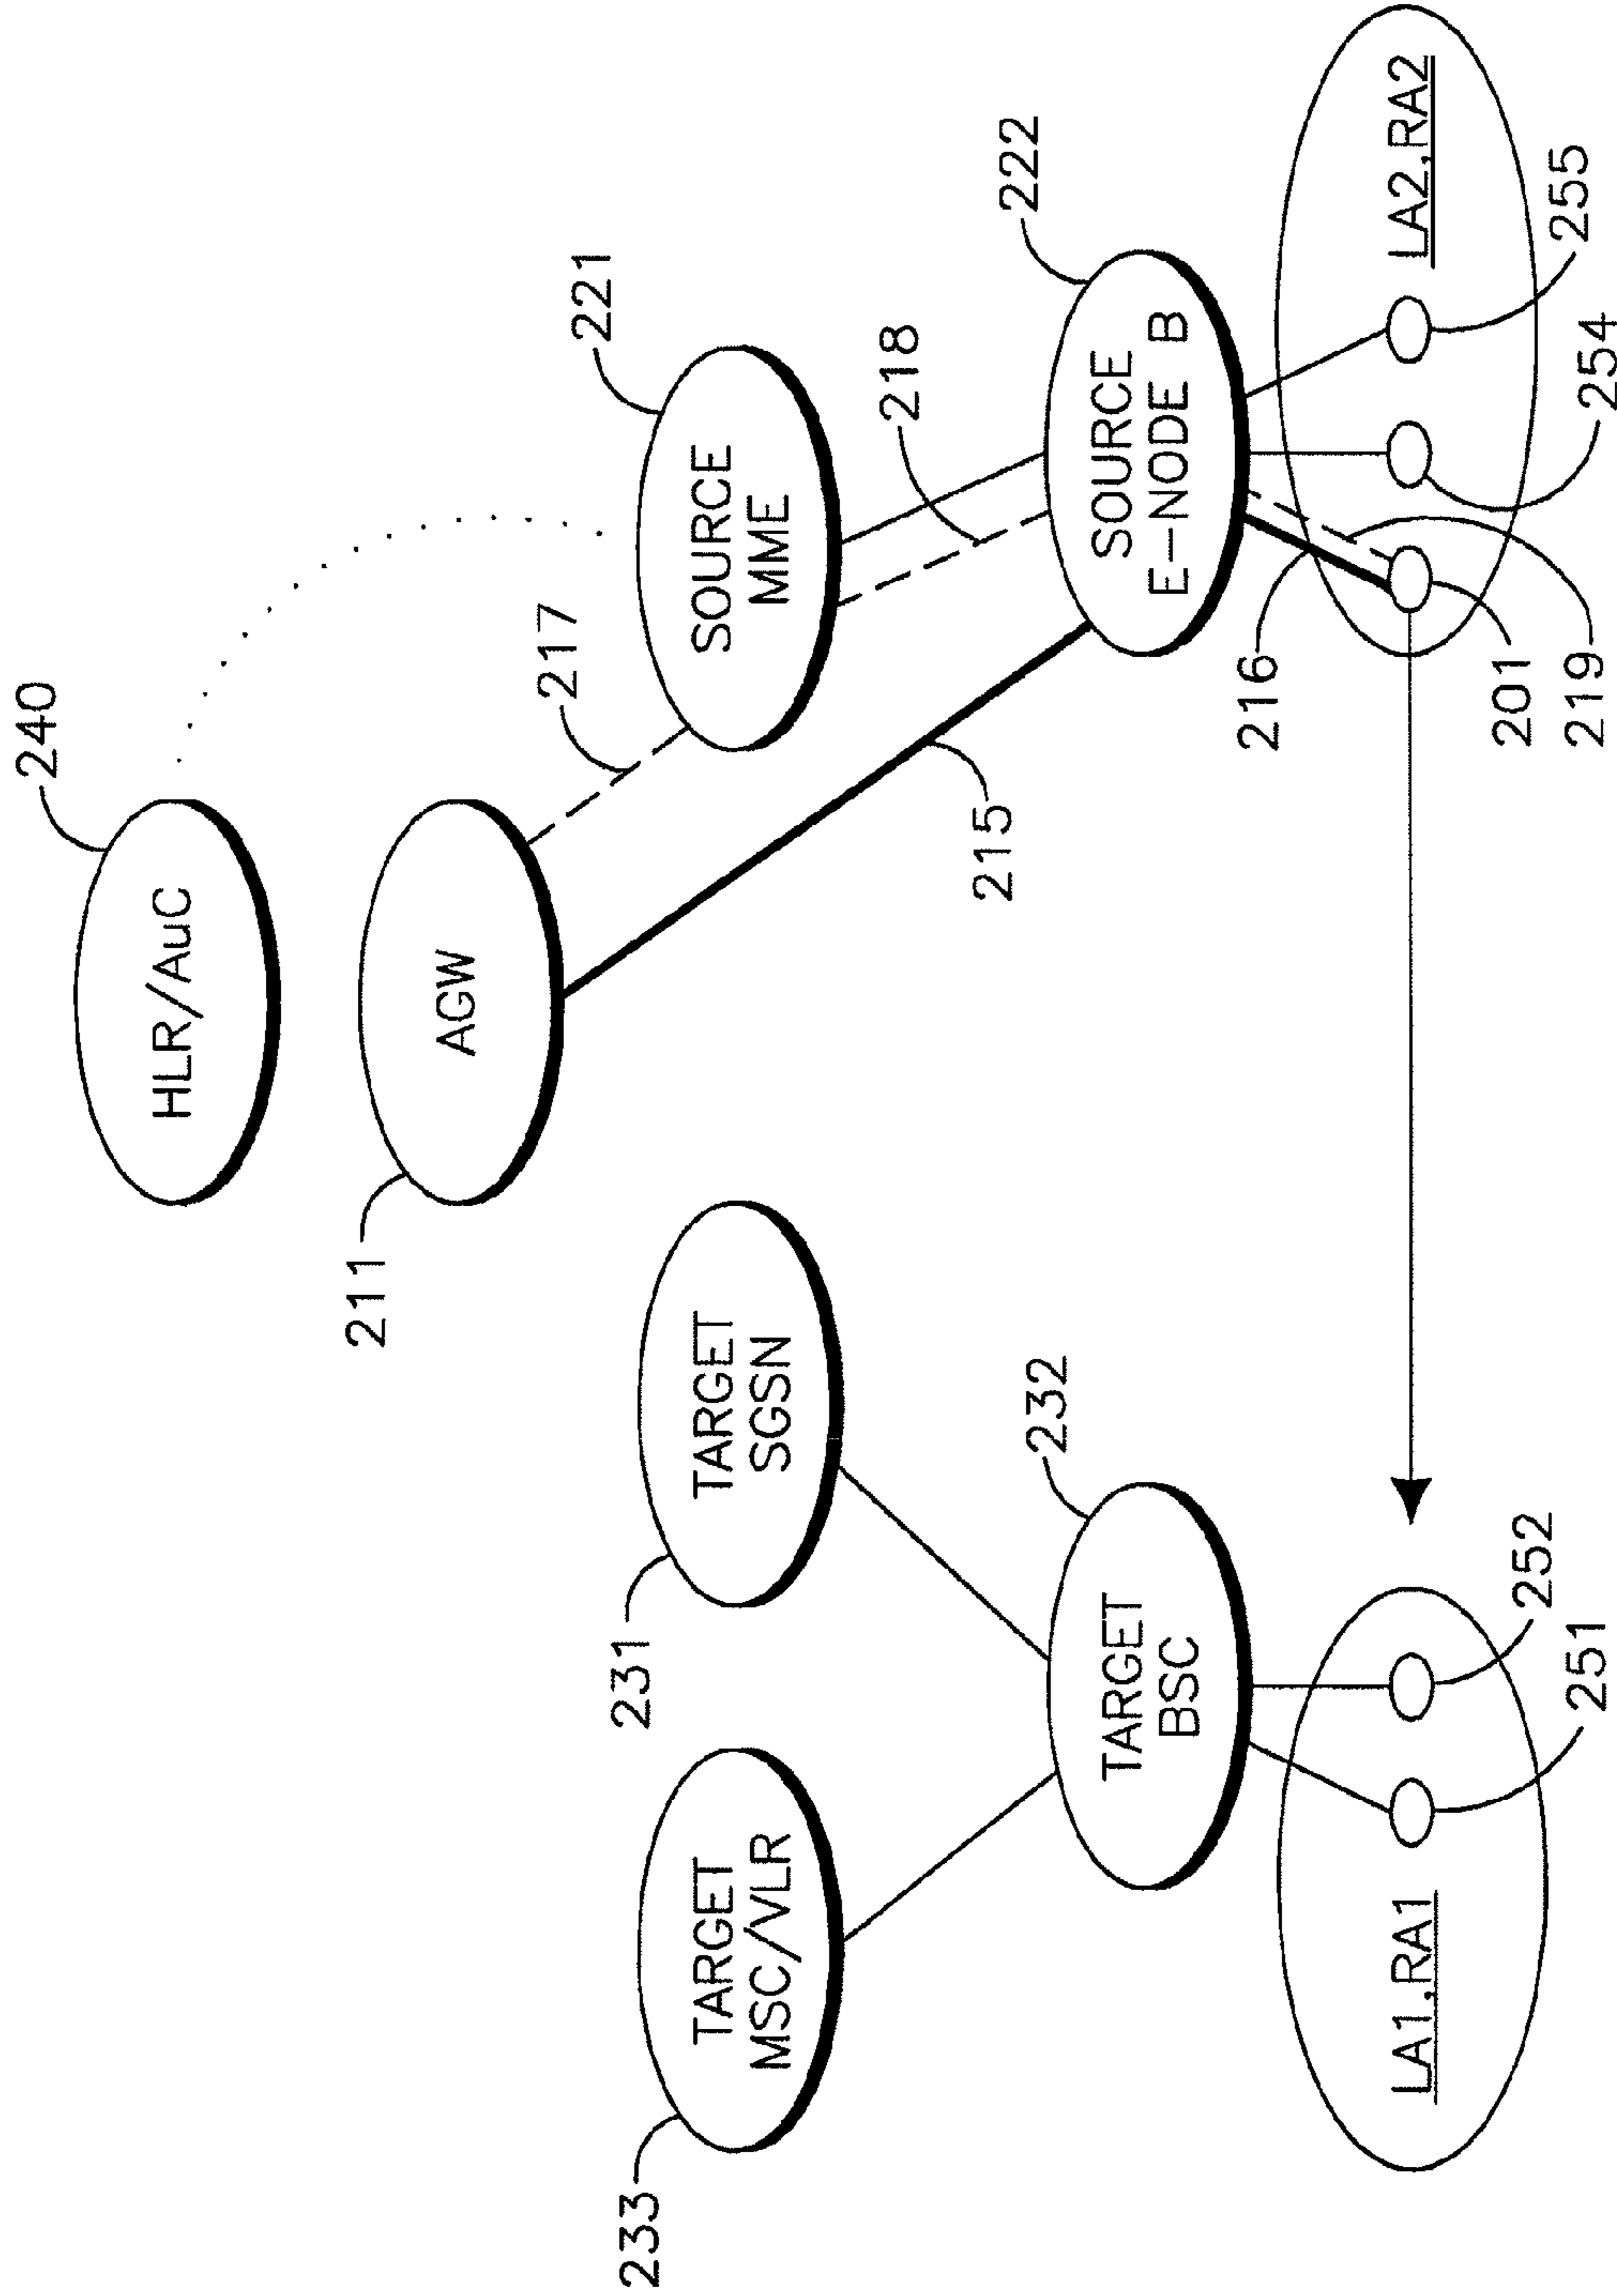 240
HLR/AuC
211
AGW
217
221
SOURCE
MME
231
TARGET
SGSN
233
TARGET
MSC/VLR
218
215
222
SOURCE
E-NODE B
232
TARGET
BSC
216
LA2,RA2
LA1,RA1
201
219
254
255
252
251